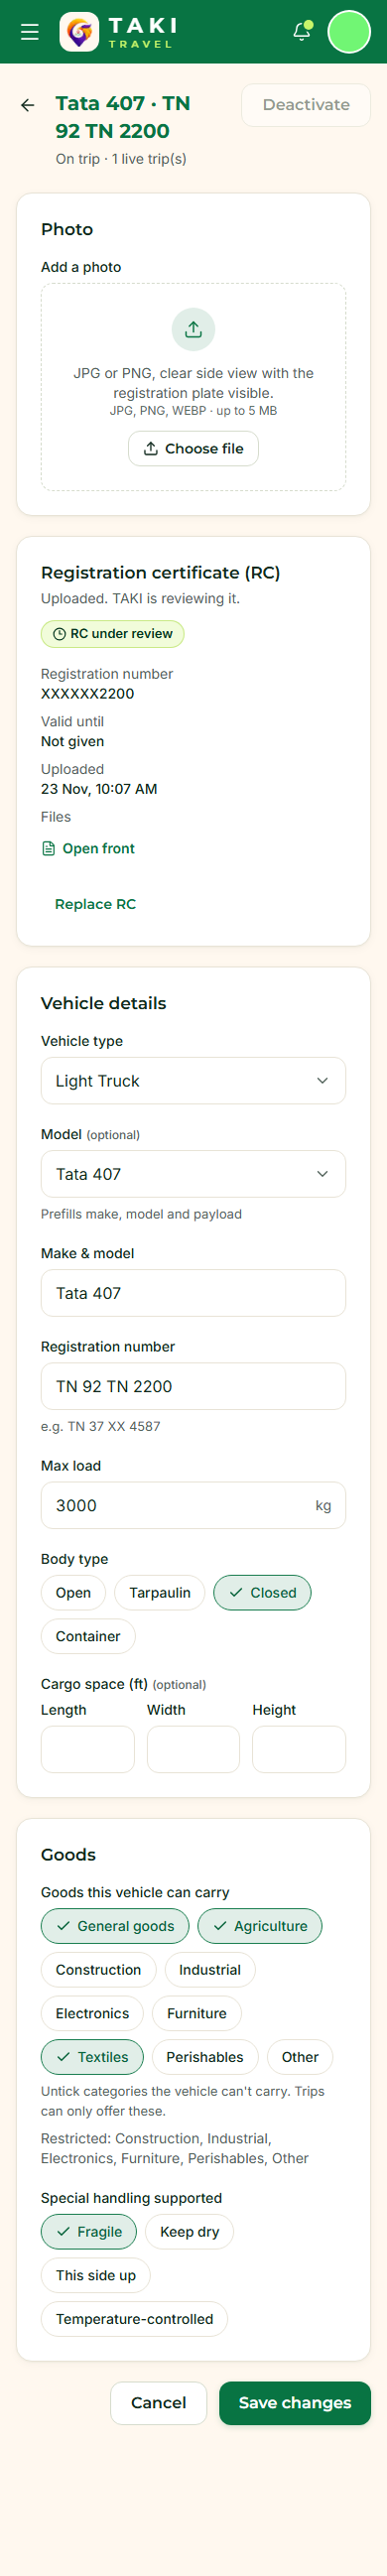 TAKI
TRAVEL
Tata 407 · TN
92 TN 2200
Deactivate
On trip · 1 live trip(s)
Photo
Add a photo
JPG or PNG, clear side view with the
registration plate visible.
JPG, PNG, WEBP · up to 5 MB
Choose file
Registration certificate (RC)
Uploaded. TAKI is reviewing it.
RC under review
Registration number
XXXXXX2200
Valid until
Not given
Uploaded
23 Nov, 10:07 AM
Files
Open front
Replace RC
Vehicle details
Vehicle type
Light Truck
Model (optional)
Tata 407
Prefills make, model and payload
Make & model
Tata 407
Registration number
TN 92 TN 2200
e.g. TN 37 XX 4587
Max load
3000 kg
Body type
Open Tarpaulin Closed
Container
Cargo space (ft) (optional)
Length Width Height
Goods
Goods this vehicle can carry
General goods Agriculture
Construction Industrial
Electronics Furniture
Textiles Perishables Other
Untick categories the vehicle can't carry. Trips
can only offer these.
Restricted: Construction, Industrial,
Electronics, Furniture, Perishables, Other
Special handling supported
Fragile Keep dry
This side up
Temperature-controlled
Cancel Save changes